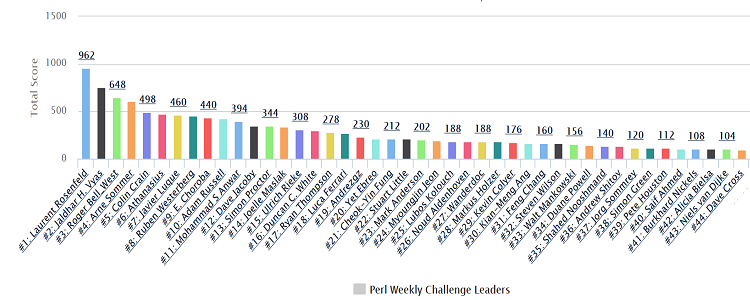 Total Score
1500
1000
500
0
962
648
498
460
440
394
344
308
278
230
212
202
188
188
176
160
156
140
120
112
108
104
#1: Laurent Rosenfeld
#2: Jaldhar H. Vyas
#3: Roger Bell West
#4: Arne Sommer
#5: Colin Crain
#6: Athanasius
#7: Javier Luque
#8: Ruben Westerberg
#9: E. Choroba
#10: Adam Russell
#11: Mohammad S Anwar
#12: Dave Jacoby
#13: Simon Proctor
#14: Joelle Maslak
#15: Ulrich Rieke
#16: Duncan C. White
#17: Ryan Thompson
#18: Luca Ferrari
#19: Andrezgz
#20: Yet Ebreo
#21: Cheok-Yin Fung
#22: Stuart Little
#23: Mark Anderson
#24: Myoungjin Jeon
#25: Lubos Kolouch
#26: Noud Aldenhoven
#27: Wanderdoc
#28: Markus Holzer
#29: Kevin Colyer
#30: Kian-Meng Ang
#31: Feng Chang
#32: Steven Wilson
#33: Walt Mankowski
#34: Duane Powell
#35: Shahed Nooshmand
#36: Andrew Shitov
#37: Jorg Sommrey
#38: Simon Green
#39: Pete Houston
#40: Saif Ahmed
#41: Burkhard Nickels
#42: Alicia Bielsa
#43: Niels van Dijke
#44: Dave Cross
Perl Weekly Challenge Leaders